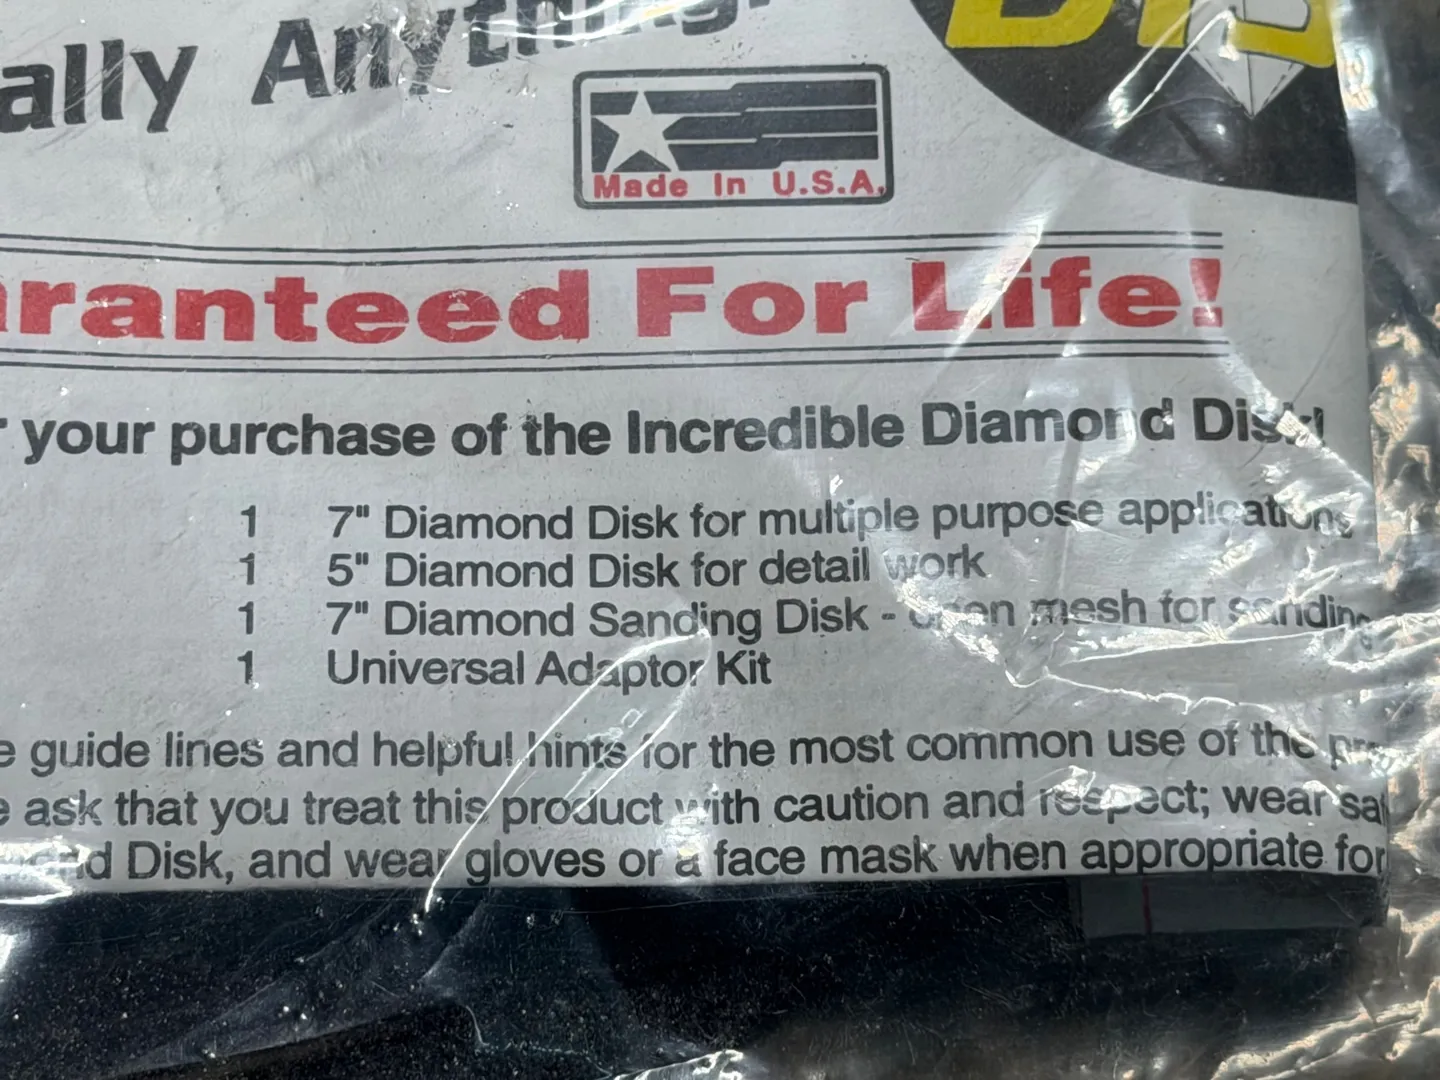 ally Anything!
Made In U.S.A.
ranteed For Life!
your purchase of the Incredible Diamond Disk!
1 7" Diamond Disk for multiple purpose applications
1 5" Diamond Disk for detail work
1 7" Diamond Sanding Disk - open mesh for sanding
1 Universal Adaptor Kit
e guide lines and helpful hints for the most common use of the
e ask that you treat this product with caution and respect; wear
Disk, and wear gloves or a face mask when appropriate for